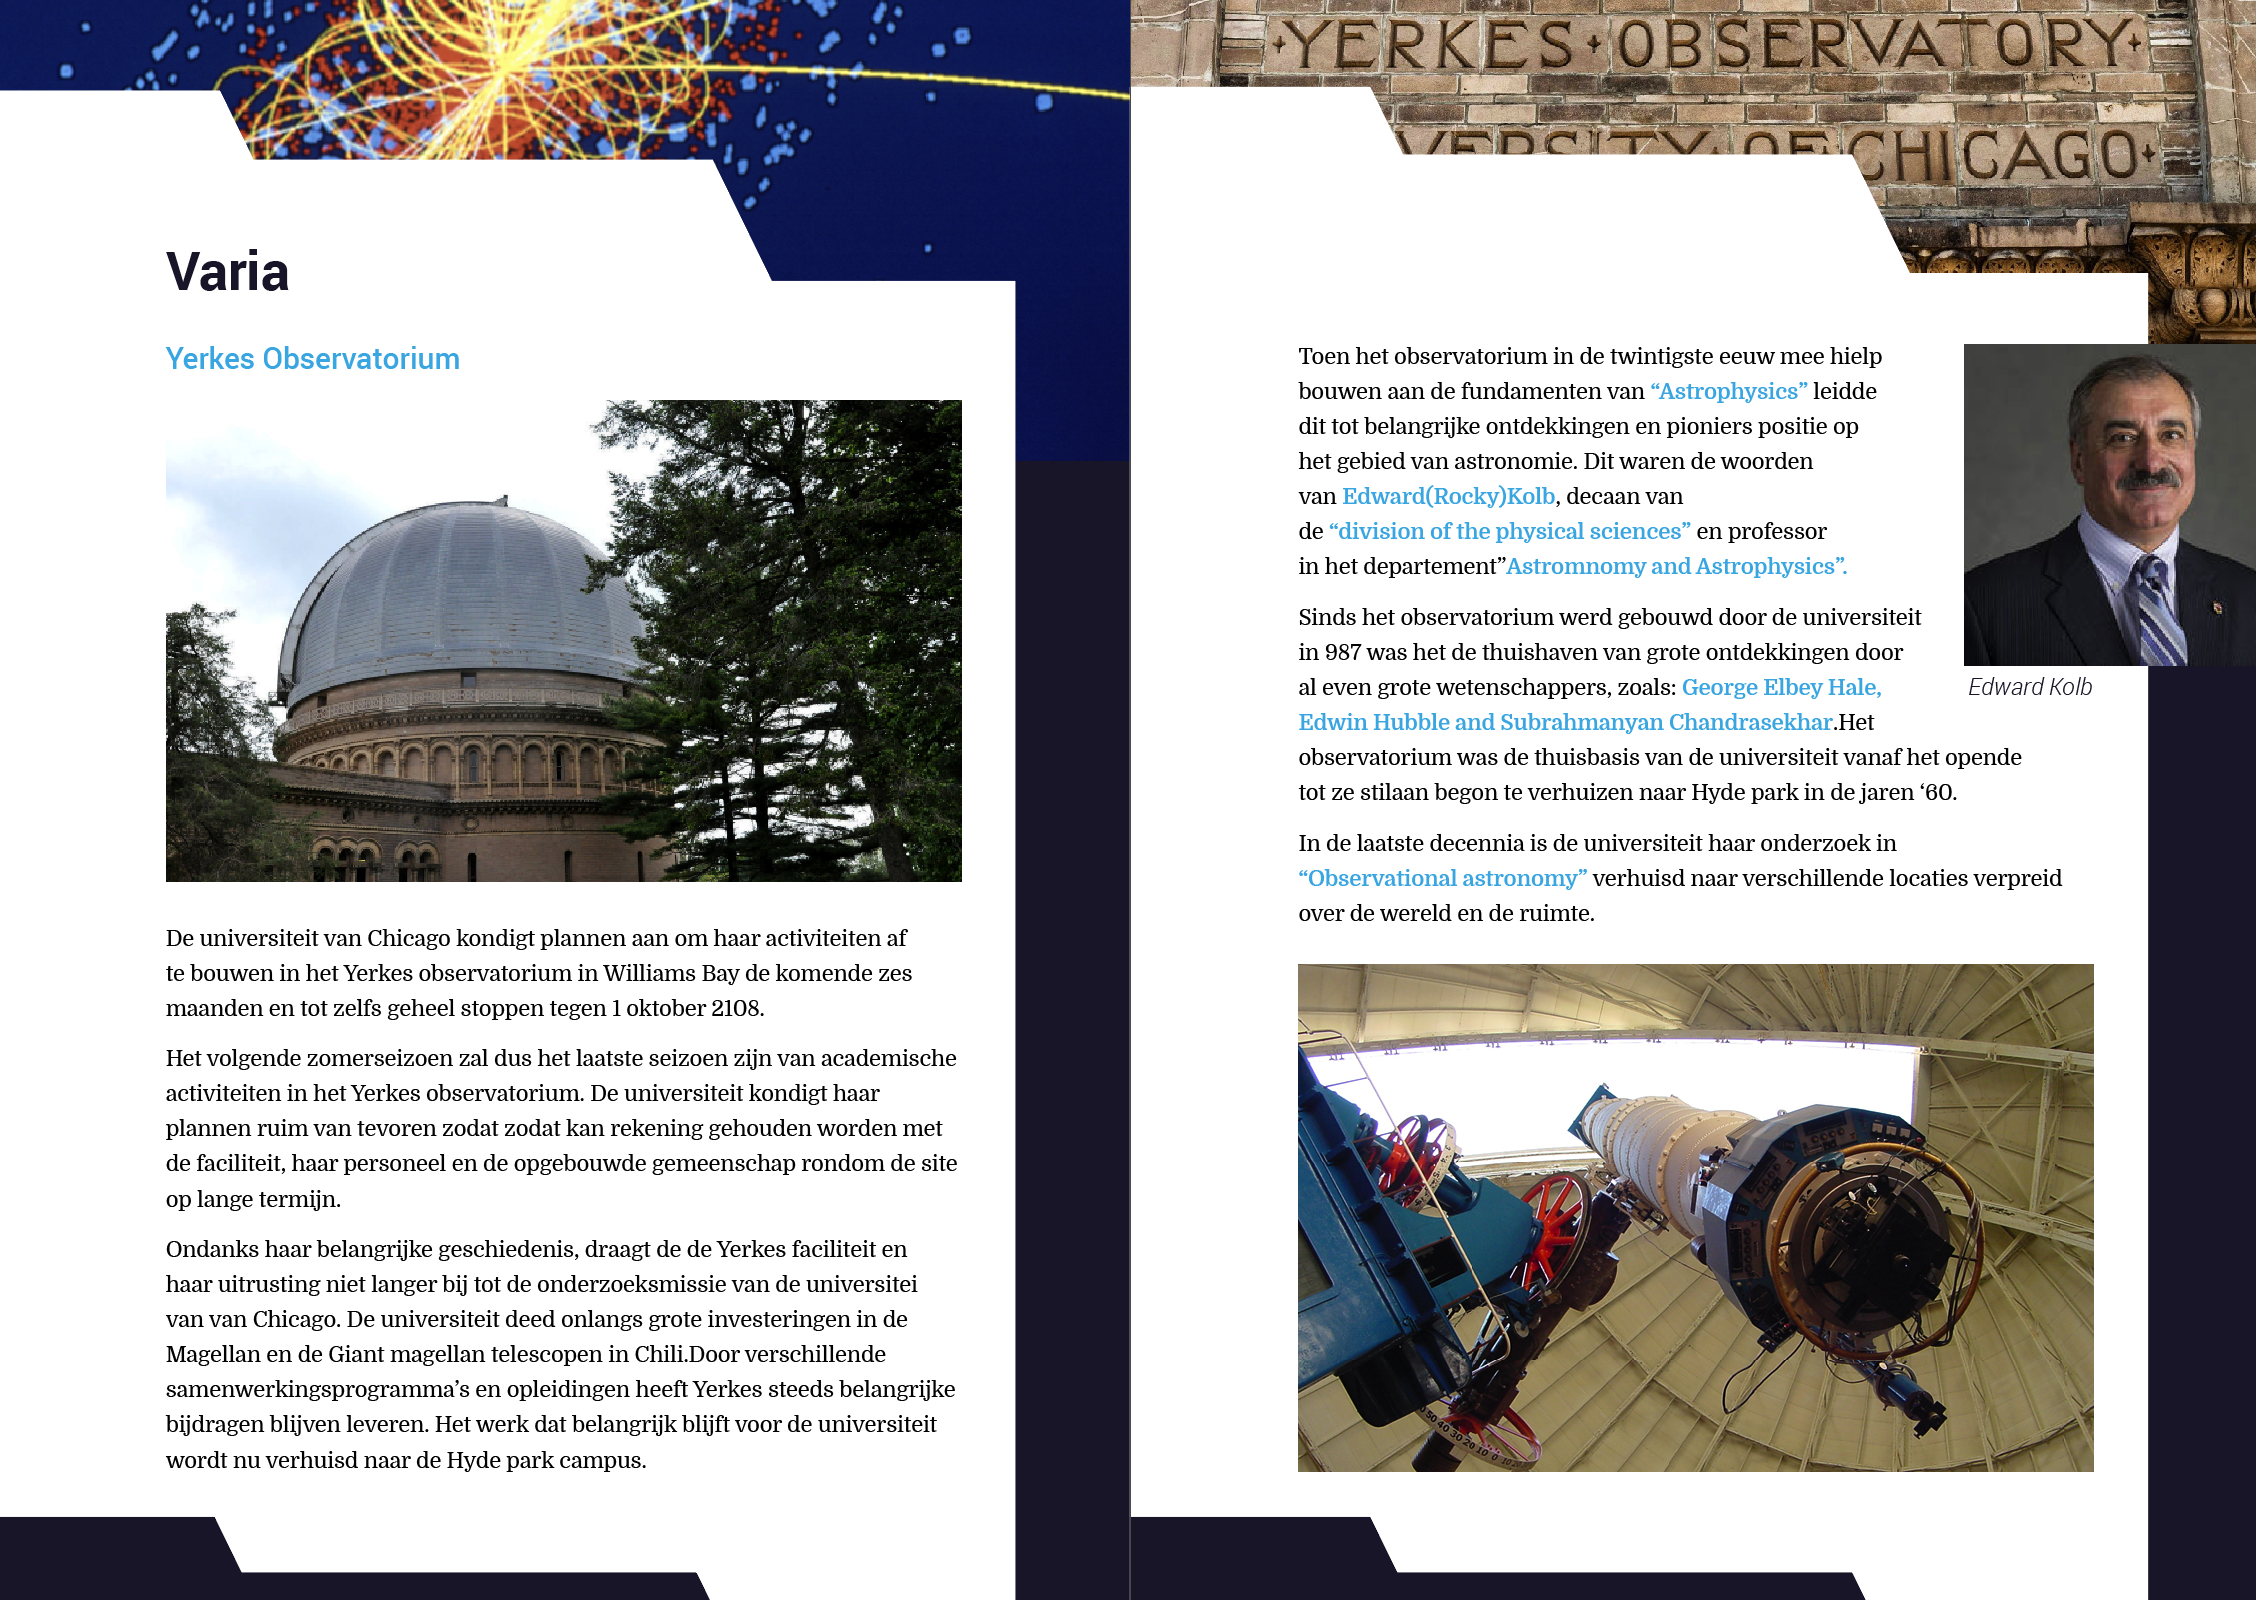 Varia
Yerkes Observatorium
De universiteit van Chicago kondigt plannen aan om haar activiteiten af
te bouwen in het Yerkes observatorium in Williams Bay de komende zes
maanden en tot zelfs geheel stoppen tegen 1 oktober 2108.
Het volgende zomerseizoen zal dus het laatste seizoen zijn van academische
activiteiten in het Yerkes observatorium. De universiteit kondigt haar
plannen ruim van tevoren zodat zodat kan rekening gehouden worden met
de faciliteit, haar personeel en de opgebouwde gemeenschap rondom de site
op lange termijn.
Ondanks haar belangrijke geschiedenis, draagt de de Yerkes faciliteit en
haar uitrusting niet langer bij tot de onderzoeksmissie van de universitei
van van Chicago. De universiteit deed onlangs grote investeringen in de
Magellan en de Giant magellan telescopen in Chili.Door verschillende
samenwerkingsprogramma’s en opleidingen heeft Yerkes steeds belangrijke
bijdragen blijven leveren. Het werk dat belangrijk blijft voor de universiteit
wordt nu verhuisd naar de Hyde park campus.
YERKES OBSERVATORY
VERSITY OF CHICAGO
Toen het observatorium in de twintigste eeuw mee hielp
bouwen aan de fundamenten van “Astrophysics” leidde
dit tot belangrijke ontdekkingen en pioniers positie op
het gebied van astronomie. Dit waren de woorden
van Edward(Rocky)Kolb, decaan van
de “division of the physical sciences” en professor
in het departement”Astromnomy and Astrophysics”.
Edward Kolb
Sinds het observatorium werd gebouwd door de universiteit
in 987 was het de thuishaven van grote ontdekkingen door
al even grote wetenschappers, zoals: George Elbey Hale,
Edwin Hubble and Subrahmanyan Chandrasekhar.Het
observatorium was de thuisbasis van de universiteit vanaf het opende
tot ze stilaan begon te verhuizen naar Hyde park in de jaren ‘60.
In de laatste decennia is de universiteit haar onderzoek in
“Observational astronomy” verhuisd naar verschillende locaties verpreid
over de wereld en de ruimte.
50 40 30 20 10 0 10 20